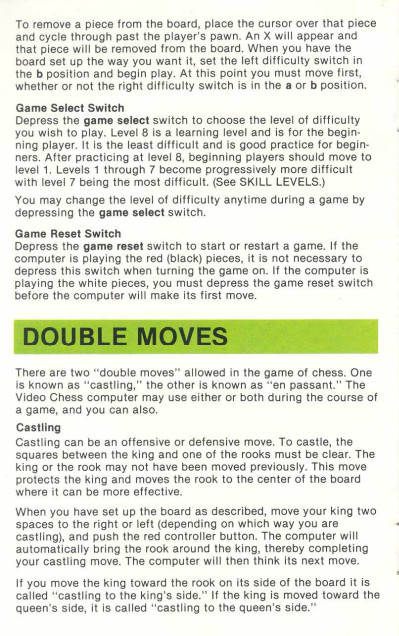 To remove a piece from the board, place the cursor over that piece
and cycle through past the player's pawn. An X will appear and
that piece will be removed from the board. When you have the
board set up the way you want it, set the left difficulty switch in
the b position and begin play. At this point you must move first,
whether or not the right difficulty switch is in the a or b position.
Game Select Switch
Depress the game select switch to choose the level of difficulty
you wish to play. Level 8 is a learning level and is for the begin-
ning player. It is the least difficult and is good practice for begin-
ners. After practicing at level 8, beginning players should move to
level 1. Levels 1 through 7 become progressively more difficult
with level 7 being the most difficult. (See SKILL LEVELS.)
You may change the level of difficulty anytime during a game by
depressing the game select switch.
Game Reset Switch
Depress the game reset switch to start or restart a game. If the
computer is playing the red (black) pieces, it is not necessary to
depress this switch when turning the game on. If the computer is
playing the white pieces, you must depress the game reset switch
before the computer will make its first move.
DOUBLE MOVES
There are two "double moves" allowed in the game of chess. One
is known as "castling," the other is known as "en passant." The
Video Chess computer may use either or both during the course of
a game, and you can also.
Castling
Castling can be an offensive or defensive move. To castle, the
squares between the king and one of the rooks must be clear. The
king or the rook may not have been moved previously. This move
protects the king and moves the rook to the center of the board
where it can be more effective.
When you have set up the board as described, move your king two
spaces to the right or left (depending on which way you are
castling), and push the red controller button. The computer will
automatically bring the rook around the king, thereby completing
your castling move. The computer will then think its next move.
If you move the king toward the rook on its side of the board it is
called "castling to the king's side." If the king is moved toward the
queen's side, it is called "castling to the queen's side."